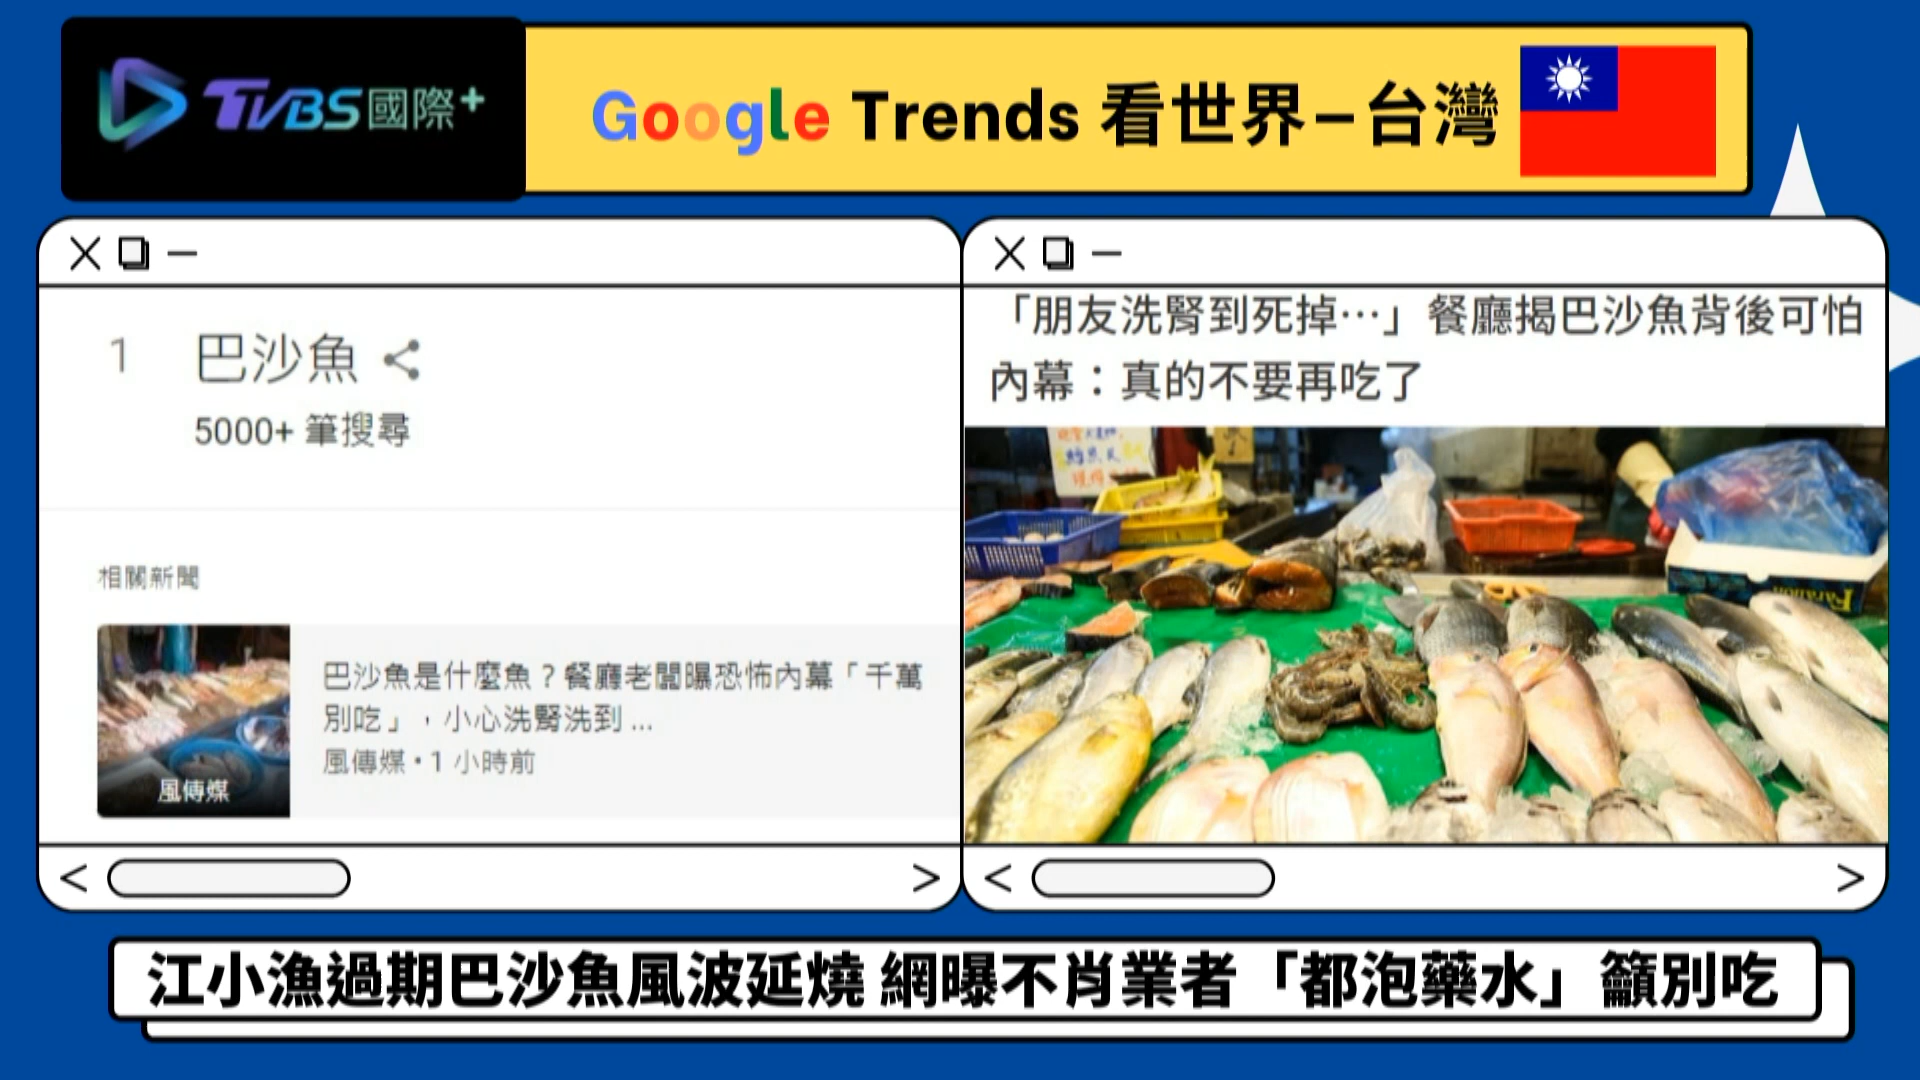 TVBS國際+
Google Trends 看世界-台灣
1 巴沙魚
5000+ 筆搜尋
相關新聞
風傳媒
巴沙魚是什麼魚？餐廳老闆曝恐怖內幕「千萬
別吃」，小心洗腎洗到 ...
風傳媒•1 小時前
「朋友洗腎到死掉…」餐廳揭巴沙魚背後可怕
內幕：真的不要再吃了
江小漁過期巴沙魚風波延燒 網曝不肖業者「都泡藥水」籲別吃